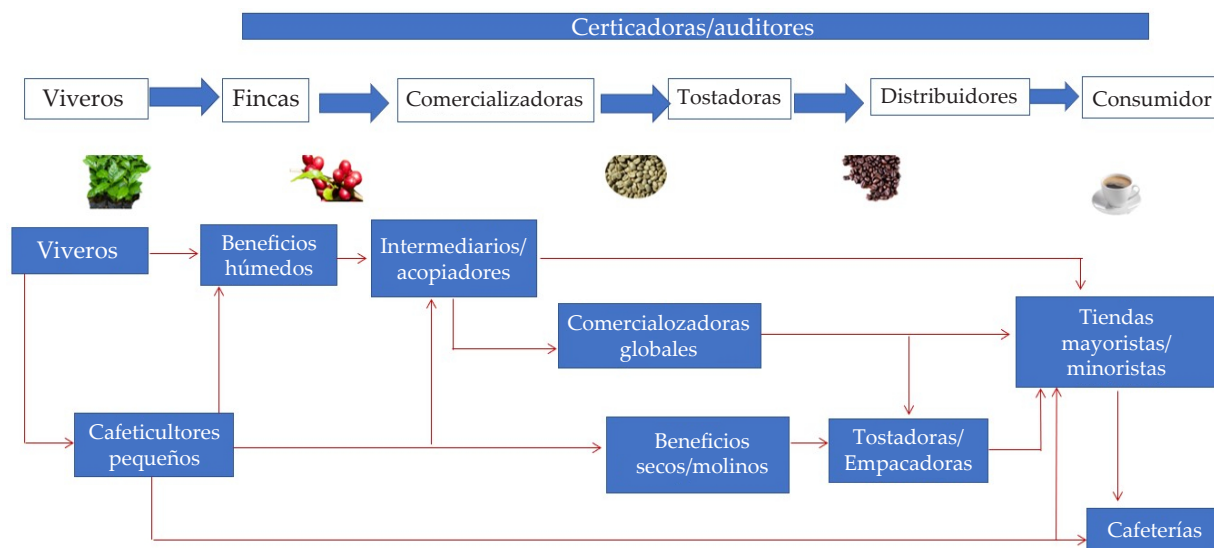 Certicadoras/auditores
Viveros
Fincas
Comercializadoras
Tostadoras
Distribuidores
Consumidor
Viveros
Beneficios
húmedos
Intermediarios/
acopiadores
Comercialozadoras
globales
Tiendas
mayoristas/
minoristas
Cafeticultores
pequeños
Beneficios
secos/molinos
Tostadoras/
Empacadoras
Cafeterías